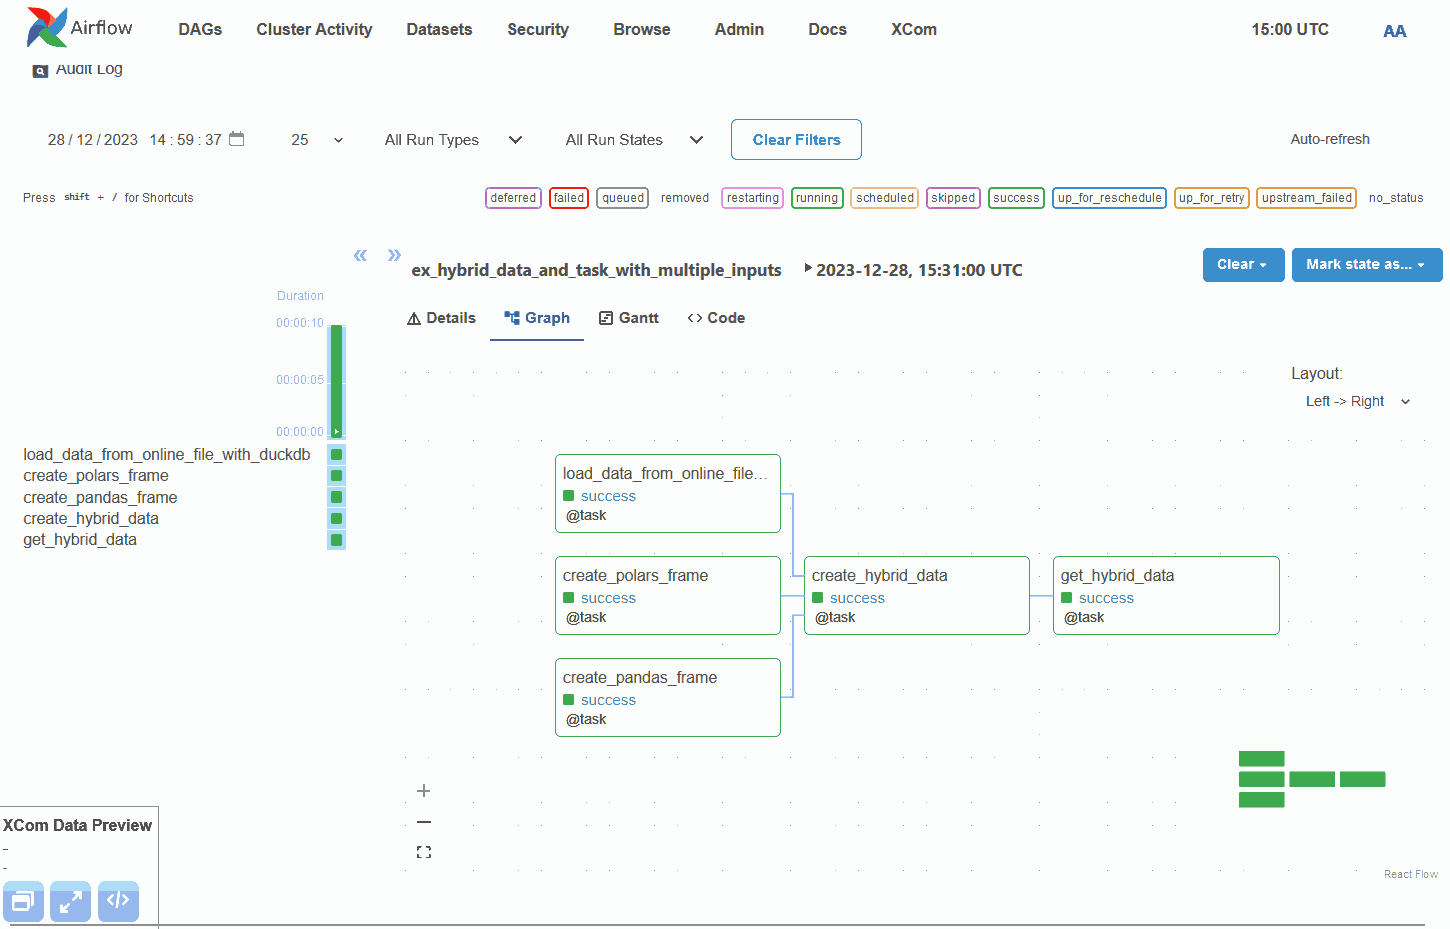 Airflow DAGs Cluster Activity Datasets Security Browse Admin Docs XCom 15:00 UTC AA
Audit Log
28 / 12 / 2023 14 : 59 : 37 25 All Run Types All Run States Clear Filters Auto-refresh
Press shift + / for Shortcuts deferred failed queued removed restarting running scheduled skipped success up_for_reschedule up_for_retry upstream_failed no_status
ex_hybrid_data_and_task_with_multiple_inputs 2023-12-28, 15:31:00 UTC Clear Mark state as...
Details Graph Gantt Code
Duration
00:00:10
00:00:05
00:00:00
load_data_from_online_file_with_duckdb
create_polars_frame
create_pandas_frame
create_hybrid_data
get_hybrid_data
Layout:
Left -> Right
load_data_from_online_file...
success
@task
create_polars_frame
success
@task
create_pandas_frame
success
@task
create_hybrid_data
success
@task
get_hybrid_data
success
@task
React Flow
XCom Data Preview
-
-